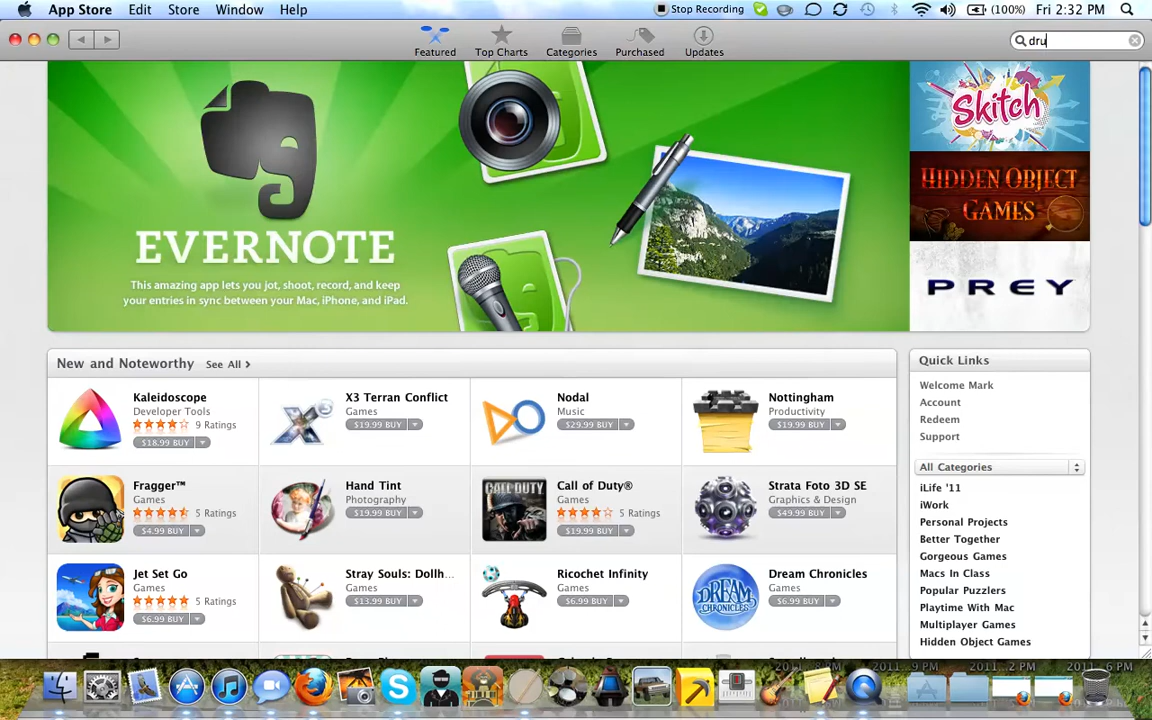 App Store Edit Store Window Help
Stop Recording (100%) Fri 2:32 PM
Featured Top Charts Categories Purchased Updates
dru
EVERNOTE
This amazing app lets you jot, shoot, record, and keep
your entries in sync between your Mac, iPhone, and iPad.
Skitch
HIDDEN OBJECT
GAMES
PREY
New and Noteworthy See All
Kaleidoscope
Developer Tools
9 Ratings
$18.99 BUY
X3 Terran Conflict
Games
$19.99 BUY
Nodal
Music
$29.99 BUY
Nottingham
Productivity
$19.99 BUY
Fragger™
Games
5 Ratings
$4.99 BUY
Hand Tint
Photography
$19.99 BUY
CALL OF DUTY
Call of Duty®
Games
5 Ratings
$19.99 BUY
Strata Foto 3D SE
Graphics & Design
$49.99 BUY
Jet Set Go
Games
5 Ratings
$6.99 BUY
Stray Souls: Dollh...
Games
$13.99 BUY
Ricochet Infinity
Games
$6.99 BUY
DREAM
CHRONICLES
Dream Chronicles
Games
$6.99 BUY
Quick Links
Welcome Mark
Account
Redeem
Support
All Categories
iLife '11
iWork
Personal Projects
Better Together
Gorgeous Games
Macs In Class
Popular Puzzlers
Playtime With Mac
Multiplayer Games
Hidden Object Games